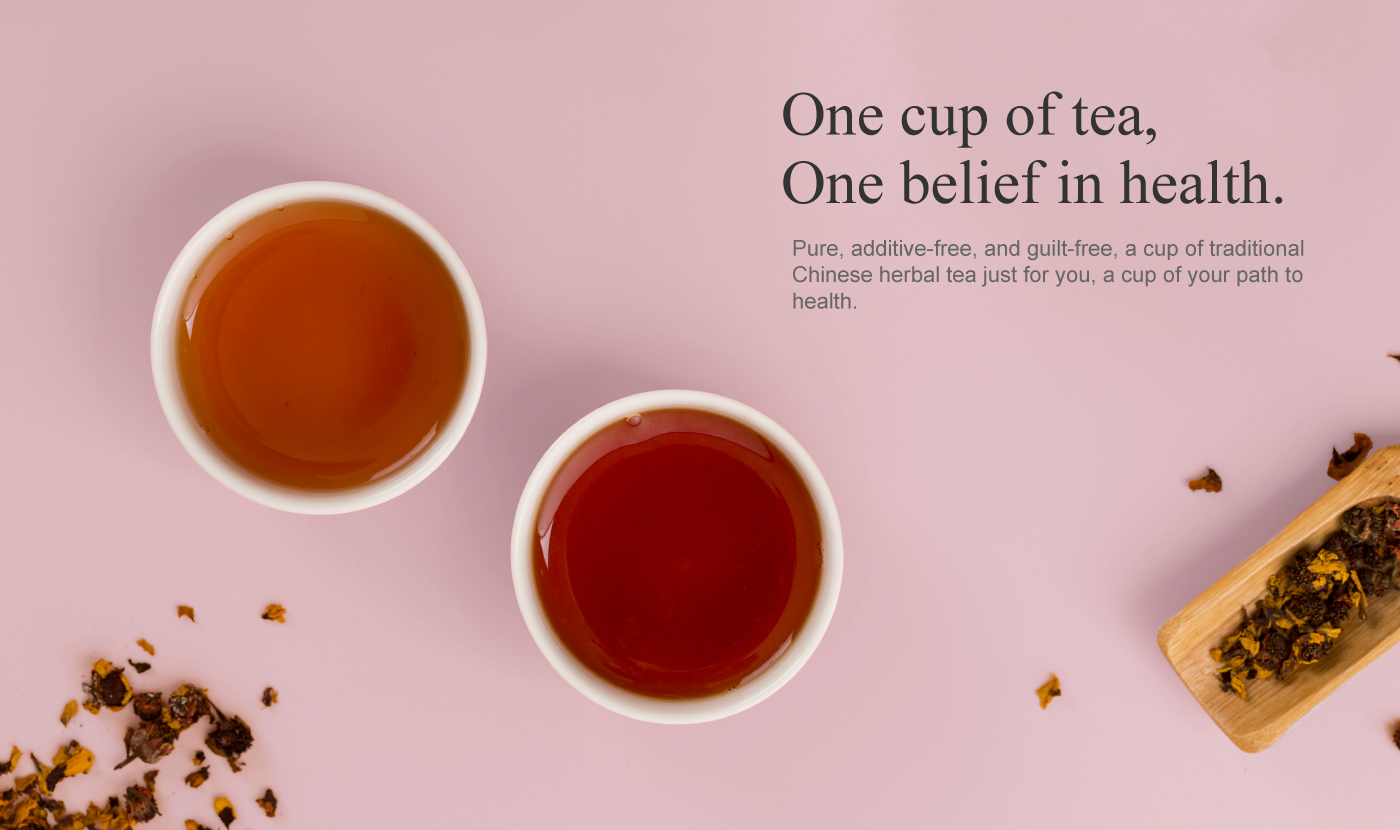 One cup of tea,
One belief in health.
Pure, additive-free, and guilt-free, a cup of traditional
Chinese herbal tea just for you, a cup of your path to
health.